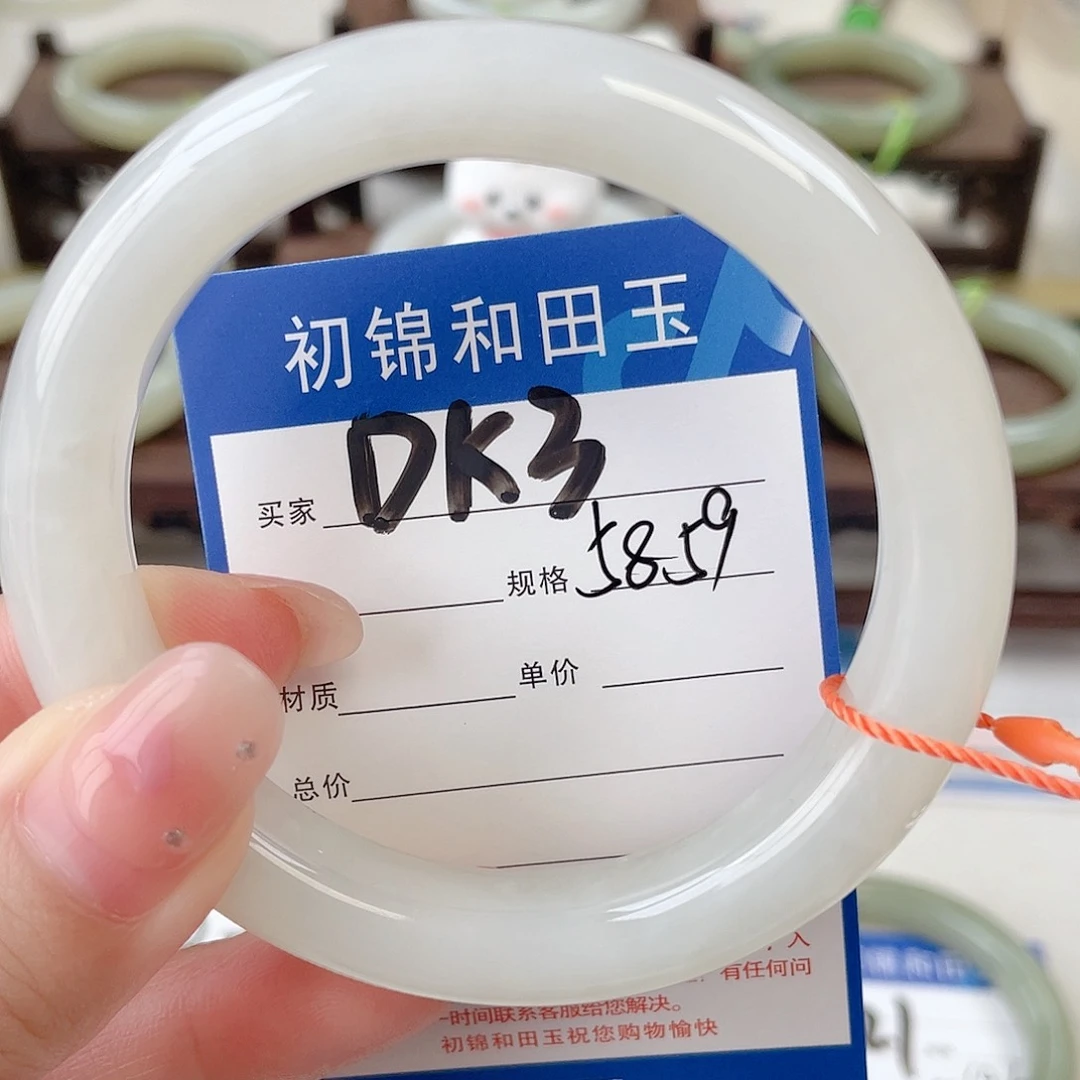 初锦和田玉
买家 DK3
规格 5859
材质 单价
总价
入
有任何问
时间联系客服给您解决。
初锦和田玉祝您购物愉快